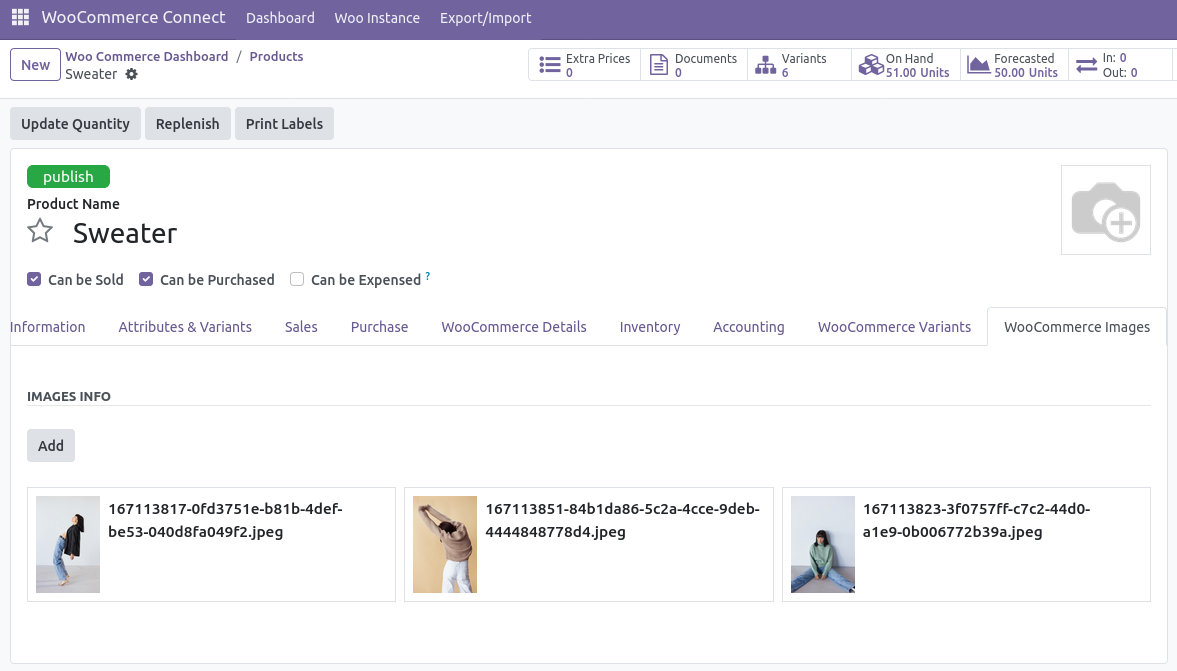 WooCommerce Connect Dashboard Woo Instance Export/Import
New
Woo Commerce Dashboard / Products
Sweater
Extra Prices
0
Documents
0
Variants
6
On Hand
51.00 Units
Forecasted
50.00 Units
In: 0
Out: 0
Update Quantity Replenish Print Labels
publish
Product Name
Sweater
Can be Sold Can be Purchased Can be Expensed ?
Information Attributes & Variants Sales Purchase WooCommerce Details Inventory Accounting WooCommerce Variants WooCommerce Images
IMAGES INFO
Add
167113817-0fd3751e-b81b-4def-
be53-040d8fa049f2.jpeg
167113851-84b1da86-5c2a-4cce-9deb-
4444848778d4.jpeg
167113823-3f0757ff-c7c2-44d0-
a1e9-0b006772b39a.jpeg